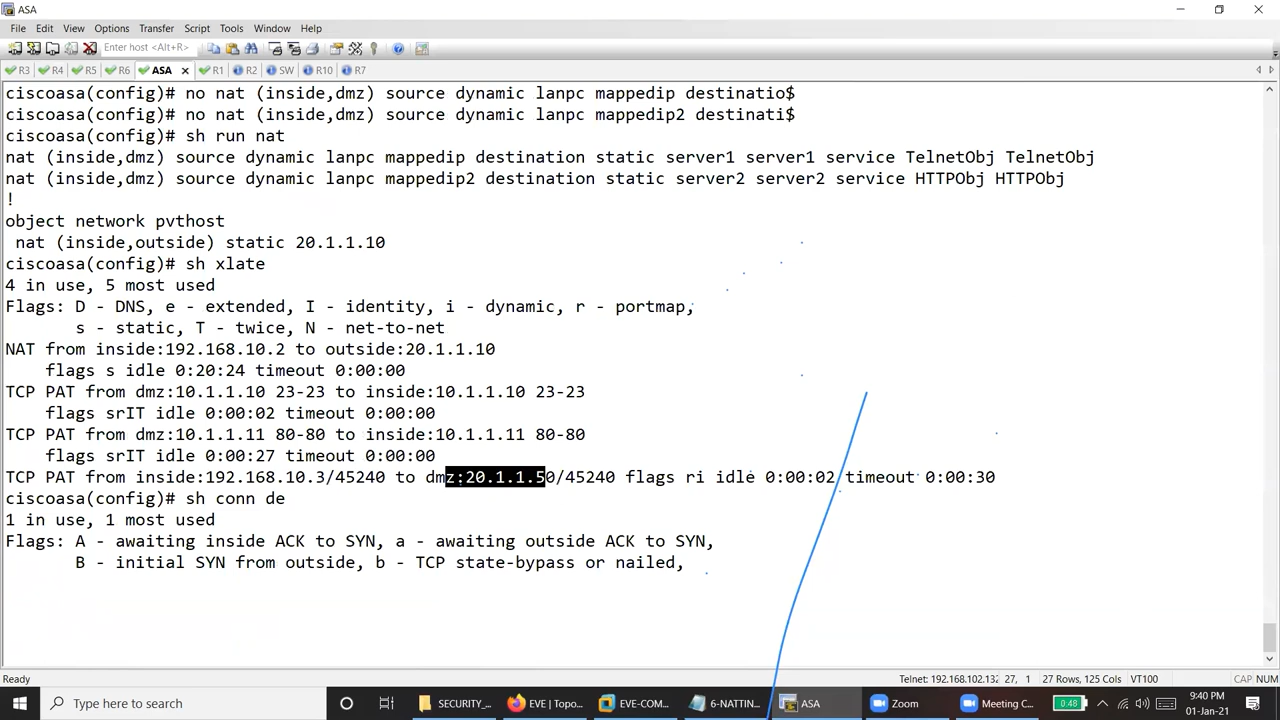 ASA
File Edit View Options Transfer Script Tools Window Help
Enter host <Alt+R>
R3 R4 R5 R6 ASA R1 R2 SW R10 R7
ciscoasa(config)# no nat (inside,dmz) source dynamic lanpc mappedip destinatio$
ciscoasa(config)# no nat (inside,dmz) source dynamic lanpc mappedip2 destinati$
ciscoasa(config)# sh run nat
nat (inside,dmz) source dynamic lanpc mappedip destination static server1 server1 service TelnetObj TelnetObj
nat (inside,dmz) source dynamic lanpc mappedip2 destination static server2 server2 service HTTPObj HTTPObj
!
object network pvthost
nat (inside,outside) static 20.1.1.10
ciscoasa(config)# sh xlate
4 in use, 5 most used
Flags: D - DNS, e - extended, I - identity, i - dynamic, r - portmap,
s - static, T - twice, N - net-to-net
NAT from inside:192.168.10.2 to outside:20.1.1.10
flags s idle 0:20:24 timeout 0:00:00
TCP PAT from dmz:10.1.1.10 23-23 to inside:10.1.1.10 23-23
flags srIT idle 0:00:02 timeout 0:00:00
TCP PAT from dmz:10.1.1.11 80-80 to inside:10.1.1.11 80-80
flags srIT idle 0:00:27 timeout 0:00:00
TCP PAT from inside:192.168.10.3/45240 to dmz:20.1.1.50/45240 flags ri idle 0:00:02 timeout 0:00:30
ciscoasa(config)# sh conn de
1 in use, 1 most used
Flags: A - awaiting inside ACK to SYN, a - awaiting outside ACK to SYN,
B - initial SYN from outside, b - TCP state-bypass or nailed,
Ready Telnet: 192.168.102.132 27, 1 27 Rows, 125 Cols VT100 CAP NUM
Type here to search SECURITY_... EVE | Topo... EVE-COM... 6-NATTIN... ASA Zoom Meeting C... 0:48 9:40 PM
01-Jan-21